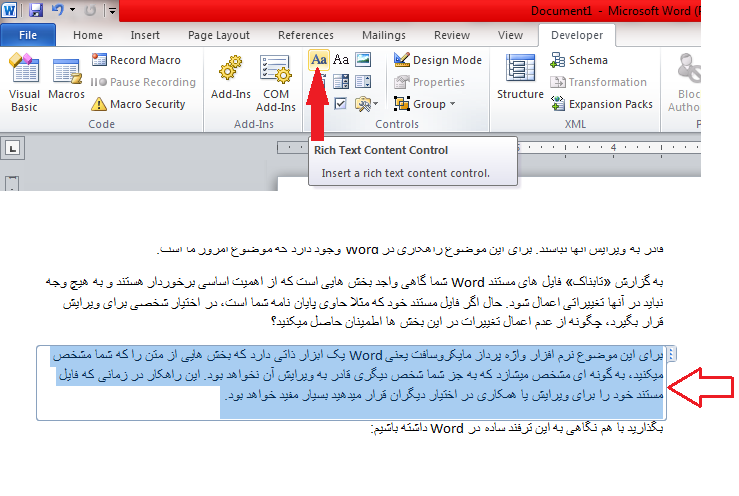 Document1 - Microsoft Word (
File Home Insert Page Layout References Mailings Review View Developer
Visual Basic
Macros
Record Macro
Pause Recording
Macro Security
Code
Add-Ins
COM Add-Ins
Add-Ins
Aa Aa
Design Mode
Properties
Group
Controls
Structure
Schema
Transformation
Expansion Packs
XML
Rich Text Content Control
Insert a rich text content control.
قادر به ویرایش آنها نباشند. برای این موضوع راهکاری در Word وجود دارد که موضوع امروز ما است.
به گزارش «تابناک» فایل های مستند Word شما گاهی واجد بخش هایی است که از اهمیت اساسی برخوردار هستند و به هیچ وجه
نباید در آنها تغییراتی اعمال شود. حال اگر فایل مستند خود که مثلا حاوی پایان نامه شما است، در اختیار شخصی برای ویرایش
قرار بگیرد، چگونه از عدم اعمال تغییرات در این بخش ها اطمینان حاصل میکنید؟
برای این موضوع نرم افزار واژه پرداز مایکروسافت یعنی Word یک ابزار ذاتی دارد که بخش هایی از متن را که شما مشخص
میکنید، به گونه ای مشخص میسازد که به جز شما شخص دیگری قادر به ویرایش آن نخواهد بود. این راهکار در زمانی که فایل
مستند خود را برای ویرایش یا همکاری در اختیار دیگران قرار میدهید بسیار مفید خواهد بود.
بگذارید با هم نگاهی به این ترفند ساده در Word داشته باشیم: